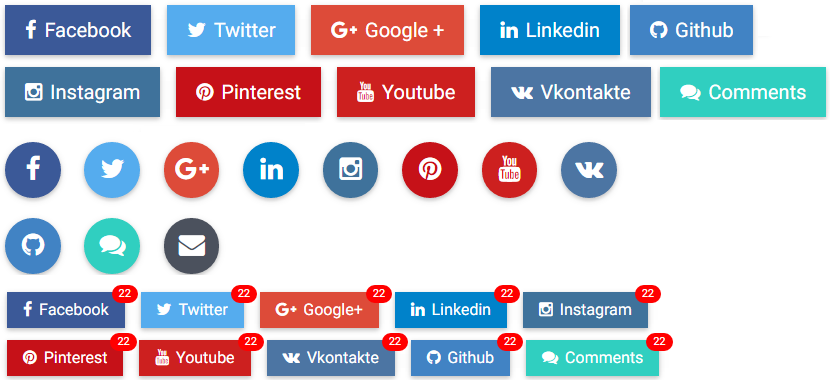 Facebook Twitter Google + Linkedin Github
Instagram Pinterest Youtube Vkontakte Comments
22 22 22 22 22
Facebook Twitter Google+ Linkedin Instagram
22 22 22 22 22
Pinterest Youtube Vkontakte Github Comments